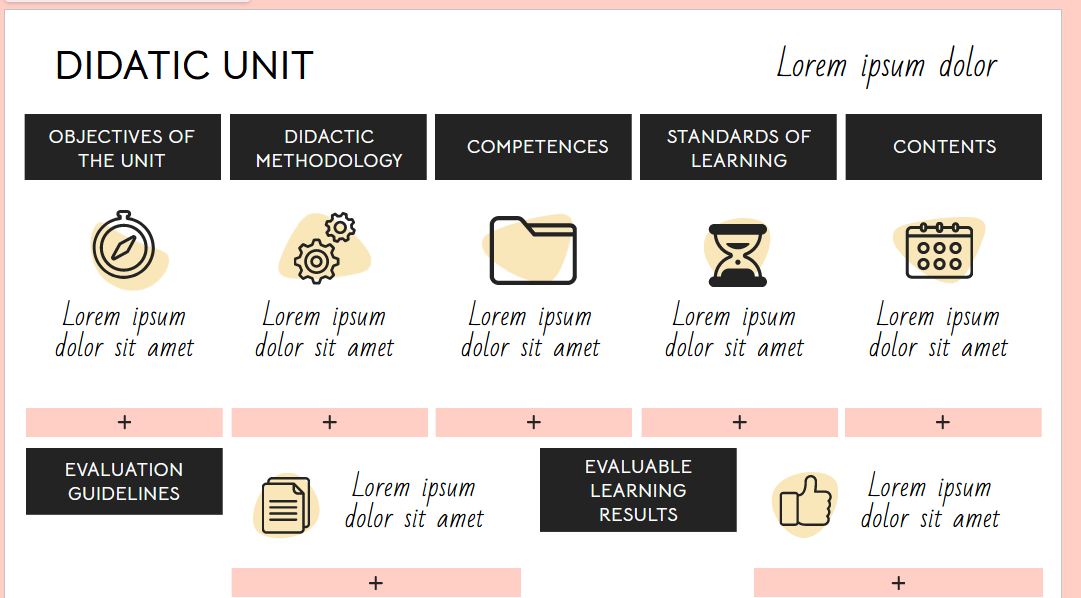 DIDATIC UNIT
Lorem ipsum dolor
OBJECTIVES OF
THE UNIT
DIDACTIC
METHODOLOGY
COMPETENCES
STANDARDS OF
LEARNING
CONTENTS
Lorem ipsum
dolor sit amet
Lorem ipsum
dolor sit amet
Lorem ipsum
dolor sit amet
Lorem ipsum
dolor sit amet
Lorem ipsum
dolor sit amet
+
+
+
+
+
EVALUATION
GUIDELINES
Lorem ipsum
dolor sit amet
EVALUABLE
LEARNING
RESULTS
Lorem ipsum
dolor sit amet
+
+